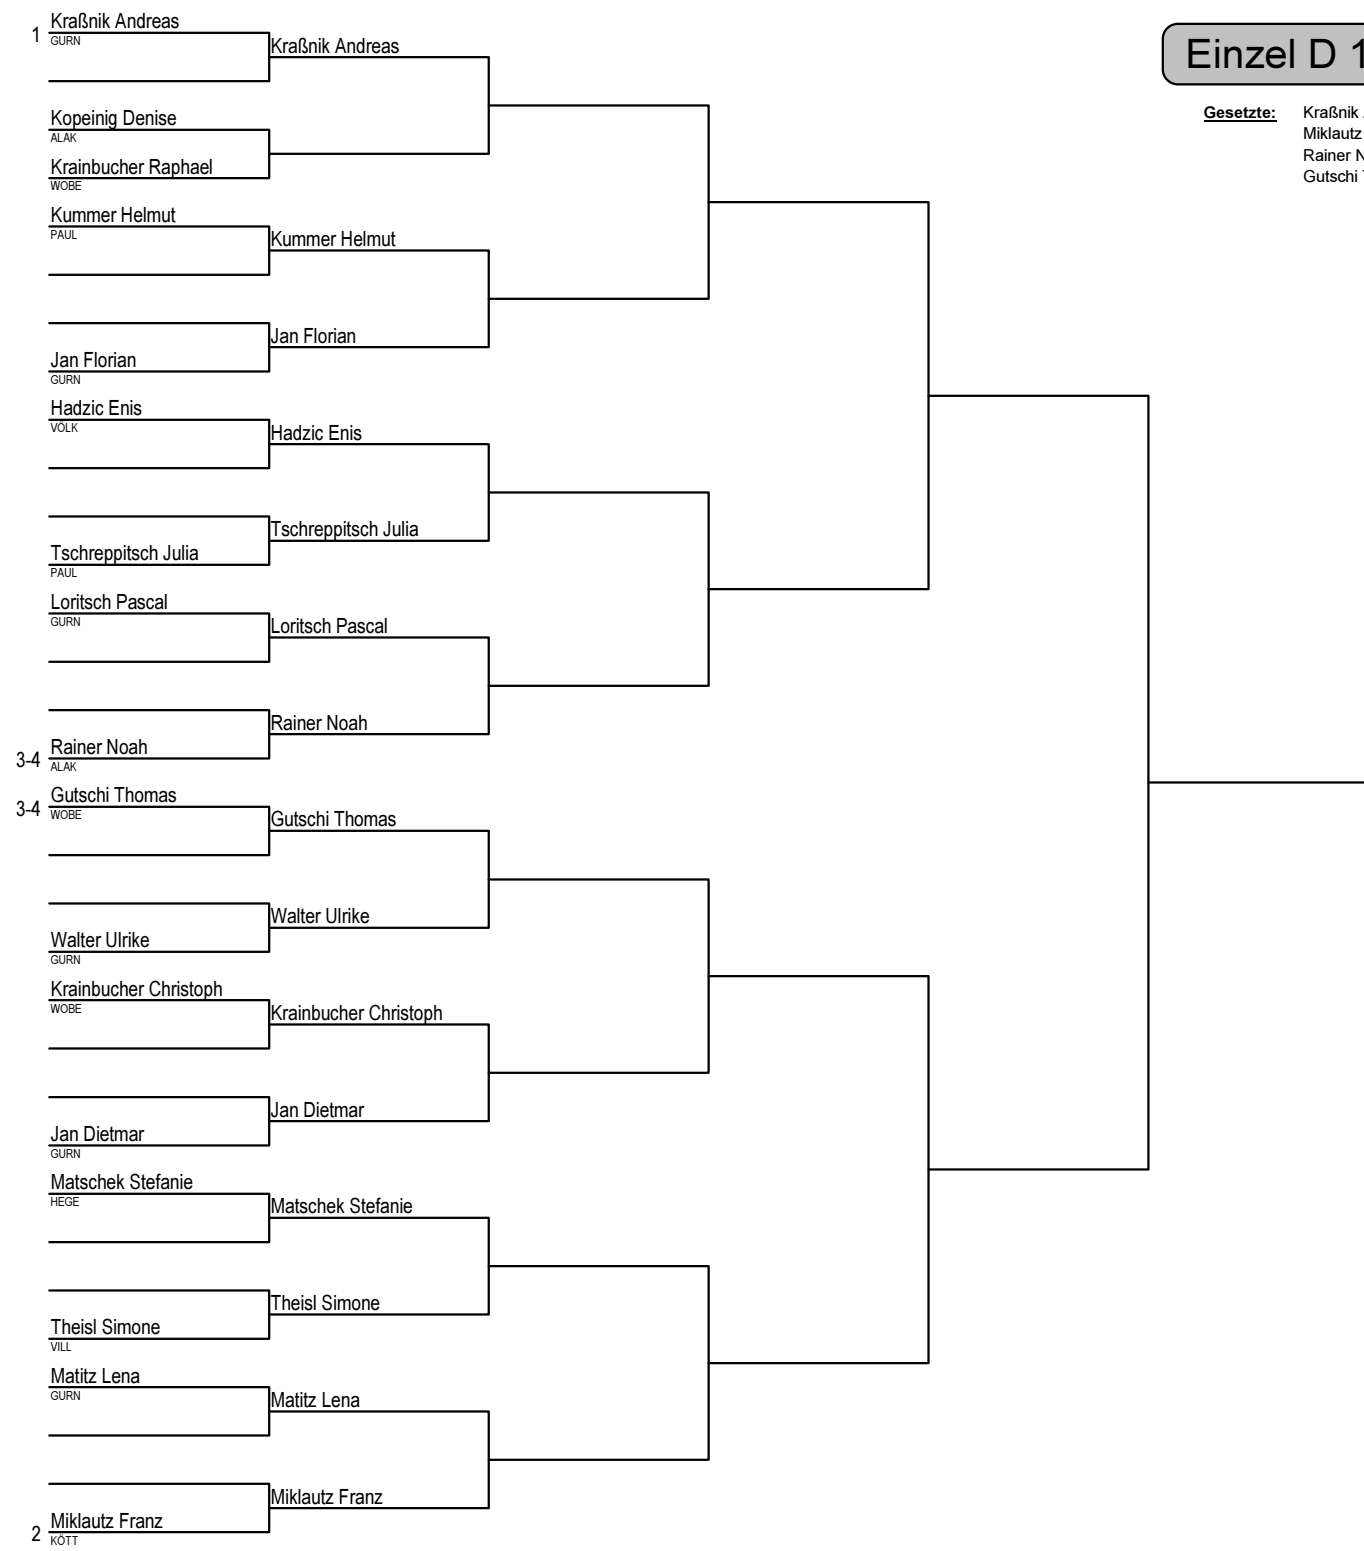 Kraßnik Andreas
1
GURN
Kraßnik Andreas
Einzel D 1
Kopeinig Denise
ALAK
Gesetzte: Kraßnik
Miklautz
Rainer N
Gutschi
Krainbucher Raphael
WOBE
Kummer Helmut
PAUL
Kummer Helmut
Jan Florian
Jan Florian
GURN
Hadzic Enis
VÖLK
Hadzic Enis
Tschreppitsch Julia
Tschreppitsch Julia
PAUL
Loritsch Pascal
GURN
Loritsch Pascal
Rainer Noah
Rainer Noah
3-4
ALAK
Gutschi Thomas
3-4
WOBE
Gutschi Thomas
Walter Ulrike
Walter Ulrike
GURN
Krainbucher Christoph
WOBE
Krainbucher Christoph
Jan Dietmar
Jan Dietmar
GURN
Matschek Stefanie
HEGE
Matschek Stefanie
Theisl Simone
Theisl Simone
VILL
Matitz Lena
GURN
Matitz Lena
Miklautz Franz
Miklautz Franz
2
KÖTT